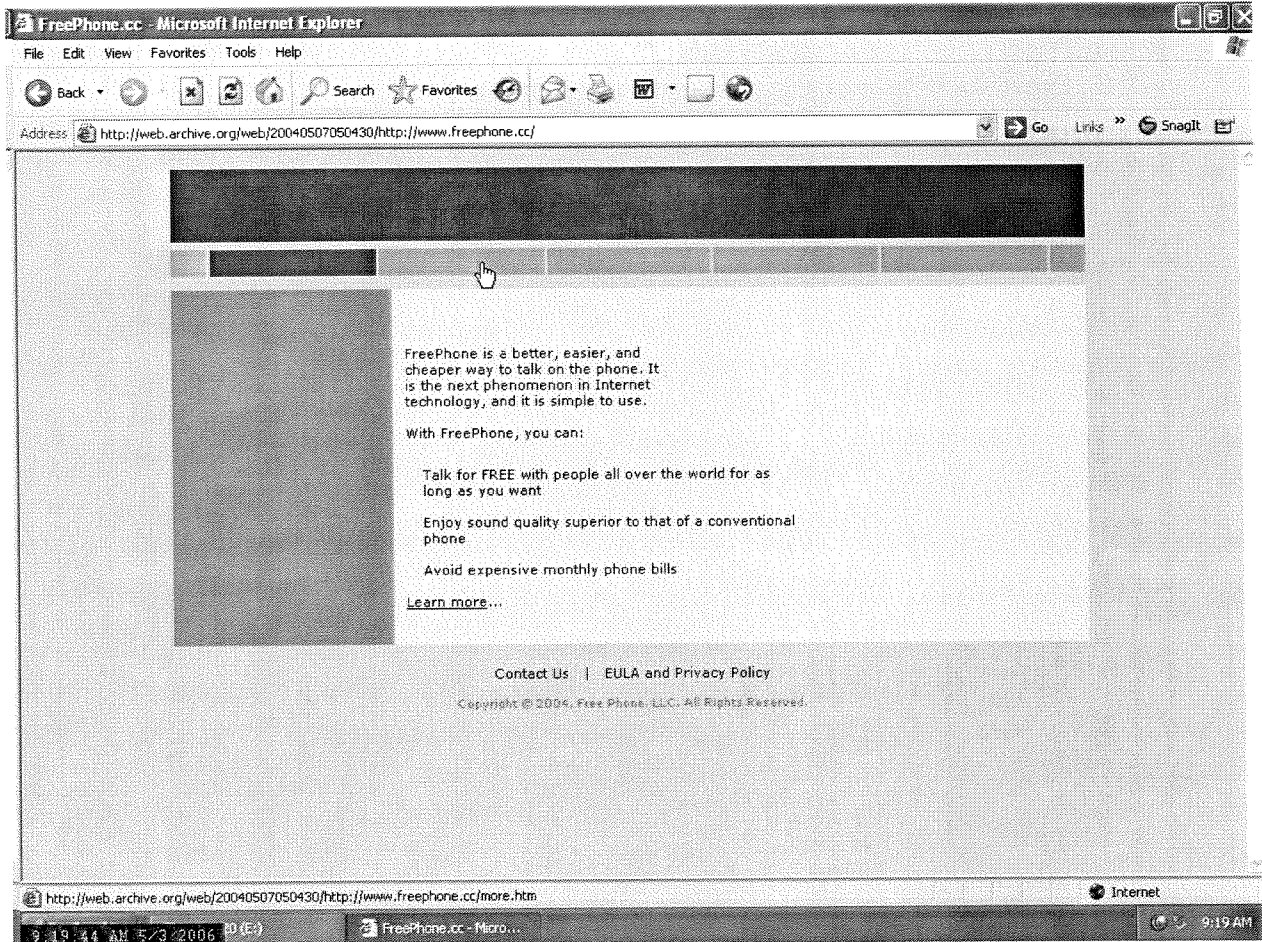 FreePhone.cc - Microsoft Internet Explorer
File Edit View Favorites Tools Help
Back Search Favorites
Address http://web.archive.org/web/20040507050430/http://www.freephone.cc/ Go Links » SnagIt
FreePhone is a better, easier, and
cheaper way to talk on the phone. It
is the next phenomenon in Internet
technology, and it is simple to use.
With FreePhone, you can:
Talk for FREE with people all over the world for as
long as you want
Enjoy sound quality superior to that of a conventional
phone
Avoid expensive monthly phone bills
Learn more...
Contact Us | EULA and Privacy Policy
Copyright © 2004, Free Phone, LLC. All Rights Reserved.
http://web.archive.org/web/20040507050430/http://www.freephone.cc/more.htm Internet
9:19:44 AM 5/3/2006 (E:) FreePhone.cc - Micro... 9:19 AM